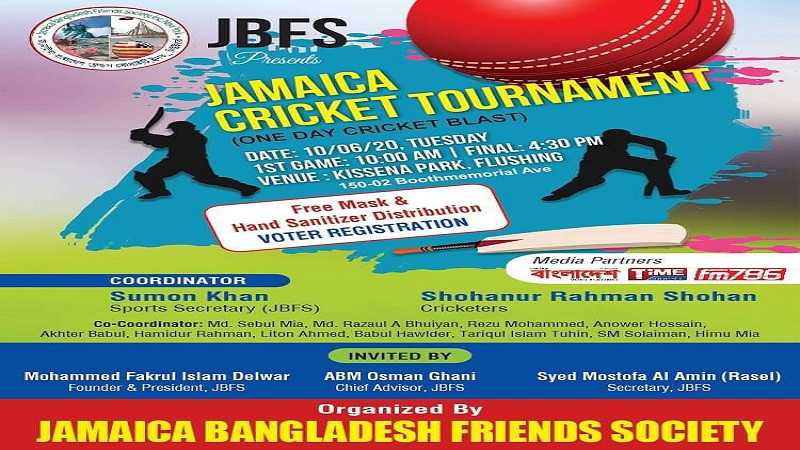 JBFS
Presents
JAMAICA
CRICKET TOURNAMENT
(ONE DAY CRICKET BLAST)
DATE: 10/06/20, TUESDAY
1ST GAME: 10:00 AM | FINAL: 4:30 PM
VENUE : KISSENA PARK, FLUSHING
150-02 Boothmemorial Ave
Free Mask &
Hand Sanitizer Distribution
VOTER REGISTRATION
Media Partners
বাংলাদেশ TIME fm786
COORDINATOR
Sumon Khan
Sports Secretary (JBFS)
Shohanur Rahman Shohan
Cricketers
Co-Coordinator: Md. Sebul Mia, Md. Razaul A Bhuiyan, Rezu Mohammed, Anower Hossain,
Akhter Babul, Hamidur Rahman, Liton Ahmed, Babul Hawlder, Tariqul Islam Tuhin, SM Solaiman, Himu Mia
INVITED BY
Mohammed Fakrul Islam Delwar
Founder & President, JBFS
ABM Osman Ghani
Chief Advisor, JBFS
Syed Mostofa Al Amin (Rasel)
Secretary, JBFS
Organized By
JAMAICA BANGLADESH FRIENDS SOCIETY